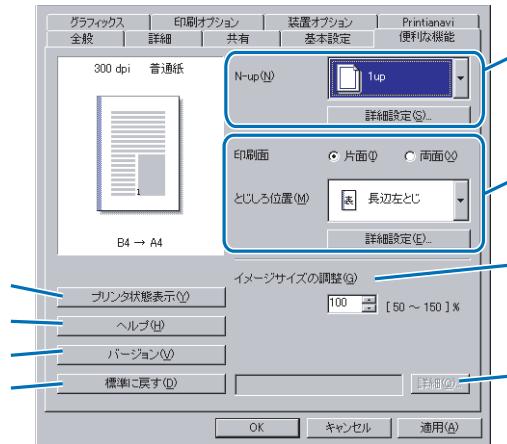 グラフィックス 印刷オプション 装置オプション Printianavi
全般 詳細 共有 基本設定 便利な機能
300 dpi 普通紙
1
B4 → A4
N-up(N) 1up
詳細設定(S)...
印刷面 片面(I) 両面(X)
とじしろ位置(M) 表 長辺左とじ
詳細設定(E)...
イメージサイズの調整(G)
100 [ 50 ～ 150 ] %
プリンタ状態表示(Y)
ヘルプ(H)
バージョン(V)
標準に戻す(D)
OK キャンセル 適用(A)